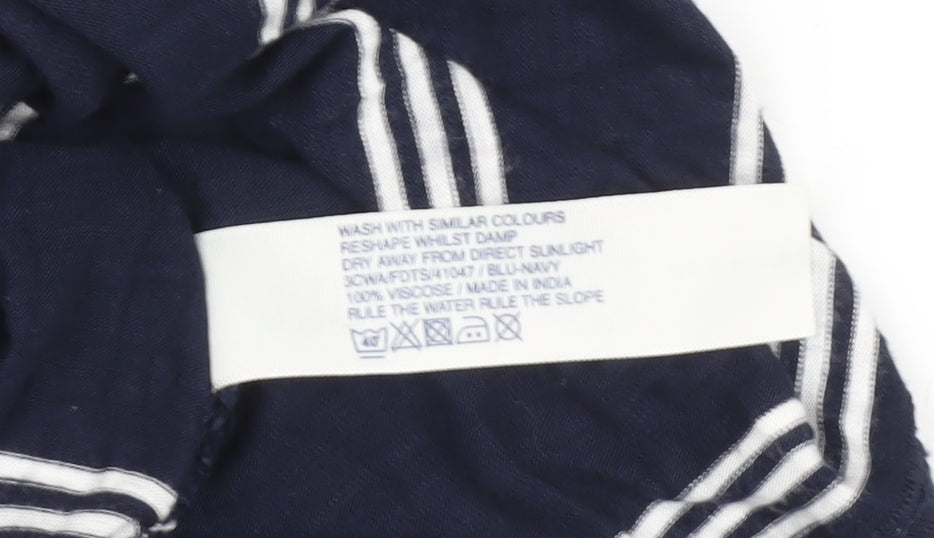 WASH WITH SIMILAR COLOURS
RESHAPE WHILST DAMP
DRY AWAY FROM DIRECT SUNLIGHT
3CWA/FDTS/41047 / BLU-NAVY
100% VISCOSE / MADE IN INDIA
RULE THE WATER RULE THE SLOPE
40